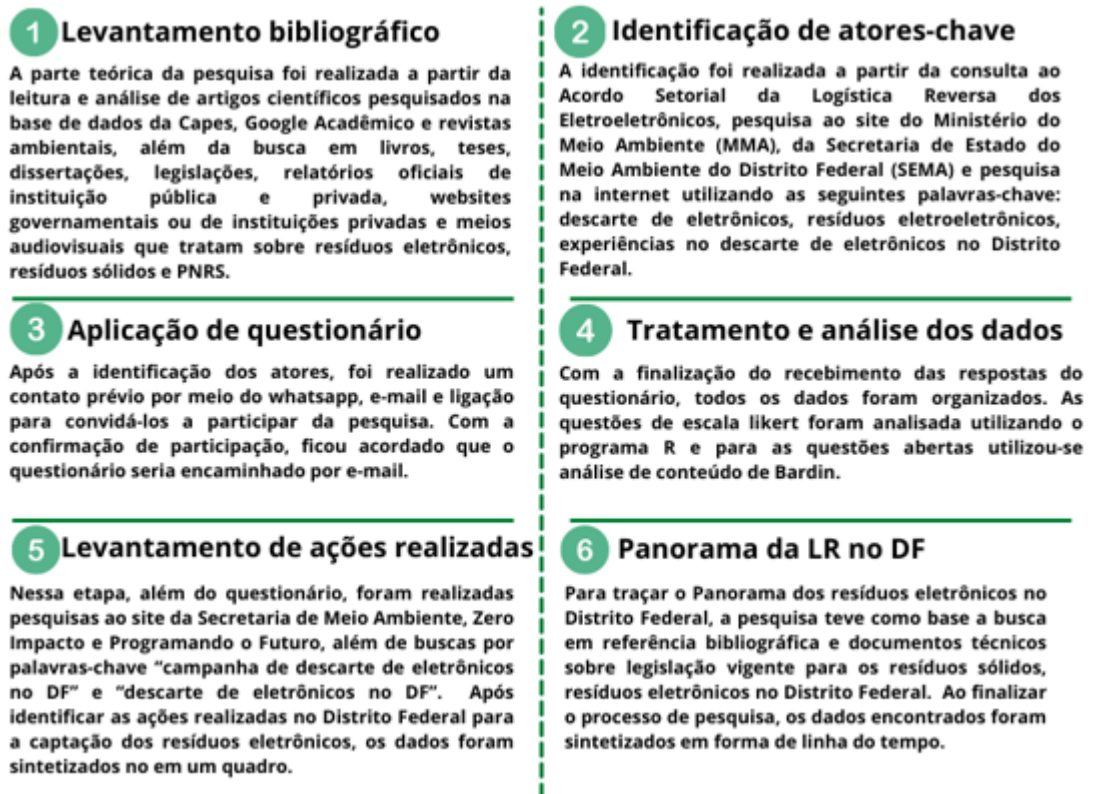 1 Levantamento bibliográfico
A parte teórica da pesquisa foi realizada a partir da
leitura e análise de artigos científicos pesquisados na
base de dados da Capes, Google Acadêmico e revistas
ambientais, além da busca em livros, teses,
dissertações, legislações, relatórios oficiais de
instituição pública e privada, websites
governamentais ou de instituições privadas e meios
audiovisuais que tratam sobre resíduos eletrônicos,
resíduos sólidos e PNRS.
2 Identificação de atores-chave
A identificação foi realizada a partir da consulta ao
Acordo Setorial da Logística Reversa dos
Eletroeletrônicos, pesquisa ao site do Ministério do
Meio Ambiente (MMA), da Secretaria de Estado do
Meio Ambiente do Distrito Federal (SEMA) e pesquisa
na internet utilizando as seguintes palavras-chave:
descarte de eletrônicos, resíduos eletroeletrônicos,
experiências no descarte de eletrônicos no Distrito
Federal.
3 Aplicação de questionário
Após a identificação dos atores, foi realizado um
contato prévio por meio do whatsapp, e-mail e ligação
para convidá-los a participar da pesquisa. Com a
confirmação de participação, ficou acordado que o
questionário seria encaminhado por e-mail.
4 Tratamento e análise dos dados
Com a finalização do recebimento das respostas do
questionário, todos os dados foram organizados. As
questões de escala likert foram analisada utilizando o
programa R e para as questões abertas utilizou-se
análise de conteúdo de Bardin.
5 Levantamento de ações realizadas
Nessa etapa, além do questionário, foram realizadas
pesquisas ao site da Secretaria de Meio Ambiente, Zero
Impacto e Programando o Futuro, além de buscas por
palavras-chave “campanha de descarte de eletrônicos
no DF” e “descarte de eletrônicos no DF”. Após
identificar as ações realizadas no Distrito Federal para
a captação dos resíduos eletrônicos, os dados foram
sintetizados no em um quadro.
6 Panorama da LR no DF
Para traçar o Panorama dos resíduos eletrônicos no
Distrito Federal, a pesquisa teve como base a busca
em referência bibliográfica e documentos técnicos
sobre legislação vigente para os resíduos sólidos,
resíduos eletrônicos no Distrito Federal. Ao finalizar
o processo de pesquisa, os dados encontrados foram
sintetizados em forma de linha do tempo.